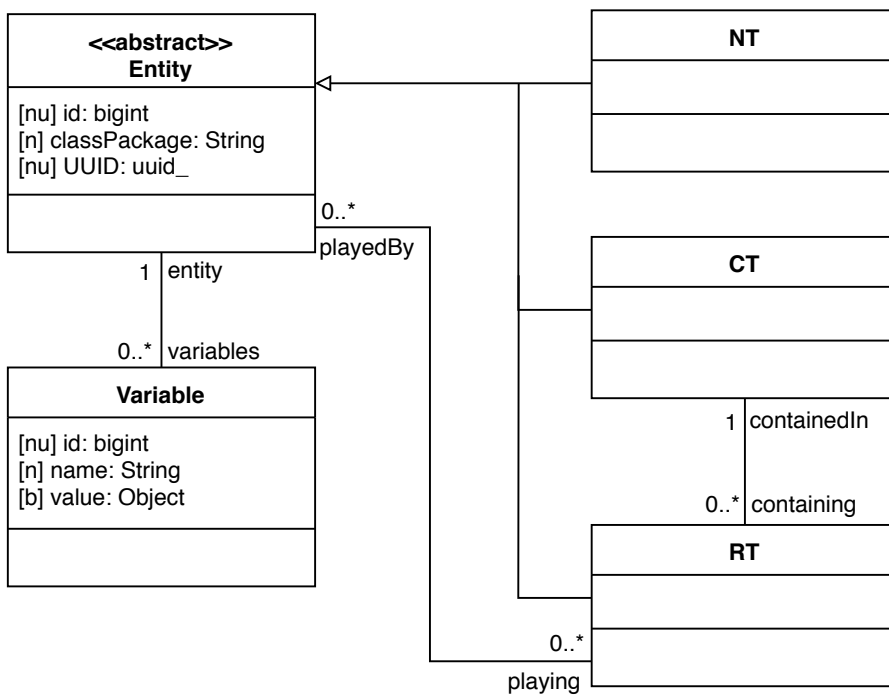 <<abstract>>
Entity
[nu] id: bigint
[n] classPackage: String
[nu] UUID: uuid_
NT
0..*
playedBy
1
entity
CT
0..*
variables
Variable
[nu] id: bigint
[n] name: String
[b] value: Object
1
containedIn
0..*
containing
RT
0..*
playing